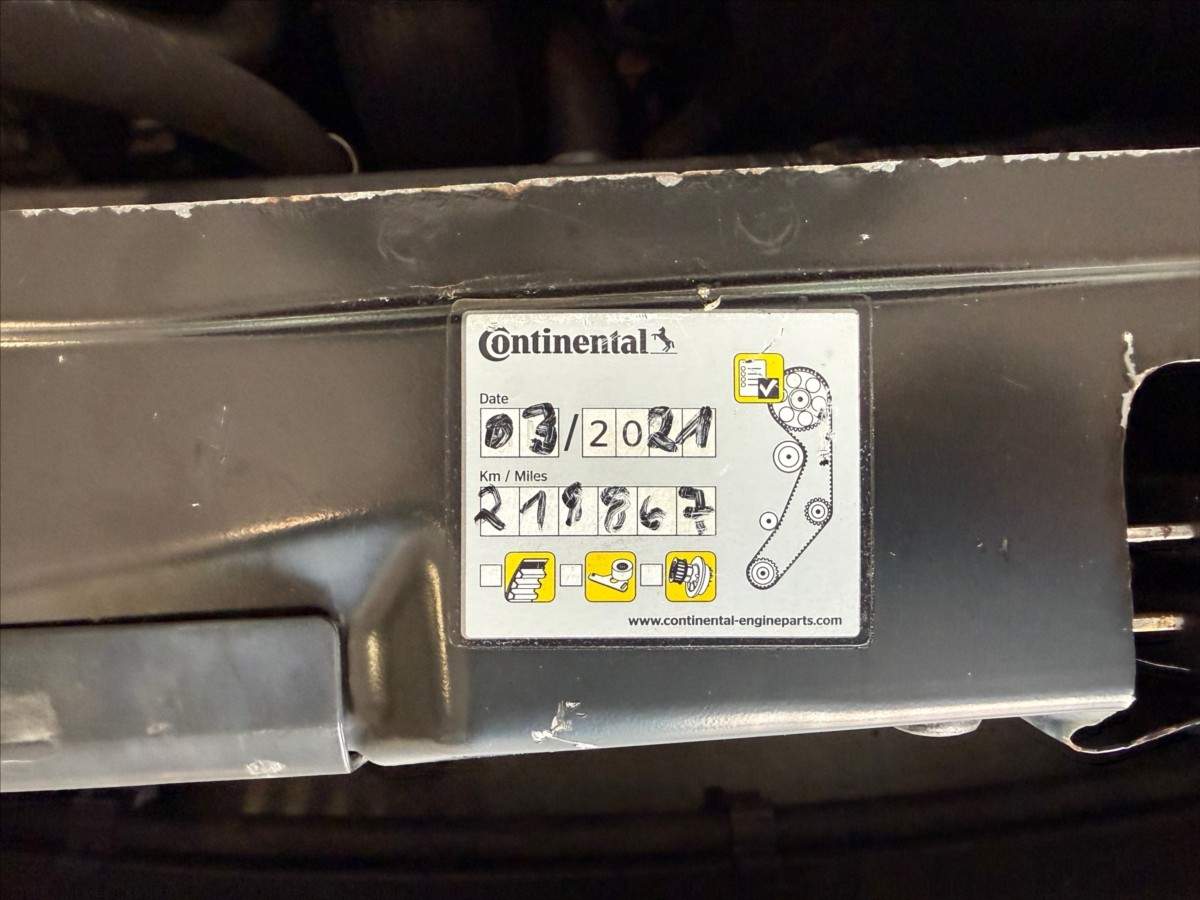 Continental
Date
03/2021
Km / Miles
219867
www.continental-engineparts.com